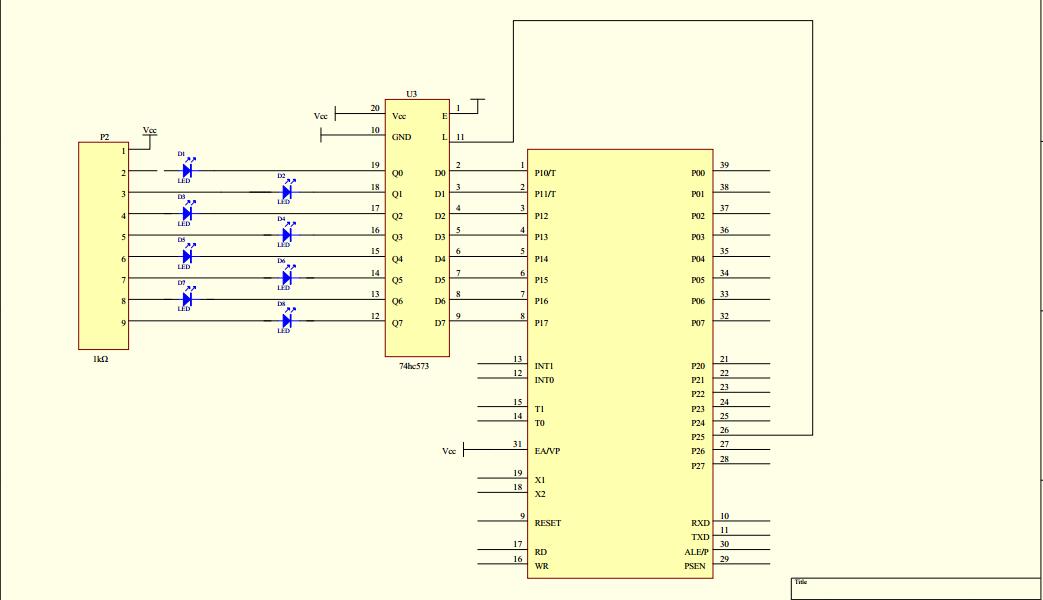 U3
P2
Vcc
1
2
3
4
5
6
7
8
9
1kΩ
D1
LED
D2
LED
D3
LED
D4
LED
D5
LED
D6
LED
D7
LED
D8
LED
Vcc
20 Vcc E 1
10 GND L 11
19 Q0 D0 2
18 Q1 D1 3
17 Q2 D2 4
16 Q3 D3 5
15 Q4 D4 6
14 Q5 D5 7
13 Q6 D6 8
12 Q7 D7 9
74hc573
1 P10/T P00 39
2 P11/T P01 38
3 P12 P02 37
4 P13 P03 36
5 P14 P04 35
6 P15 P05 34
7 P16 P06 33
8 P17 P07 32
13 INT1 P20 21
12 INT0 P21 22
P22 23
15 T1 P23 24
14 T0 P24 25
P25 26
Vcc 31 EA/VP P26 27
P27 28
19 X1
18 X2
9 RESET RXD 10
TXD 11
17 RD ALE/P 30
16 WR PSEN 29
Title